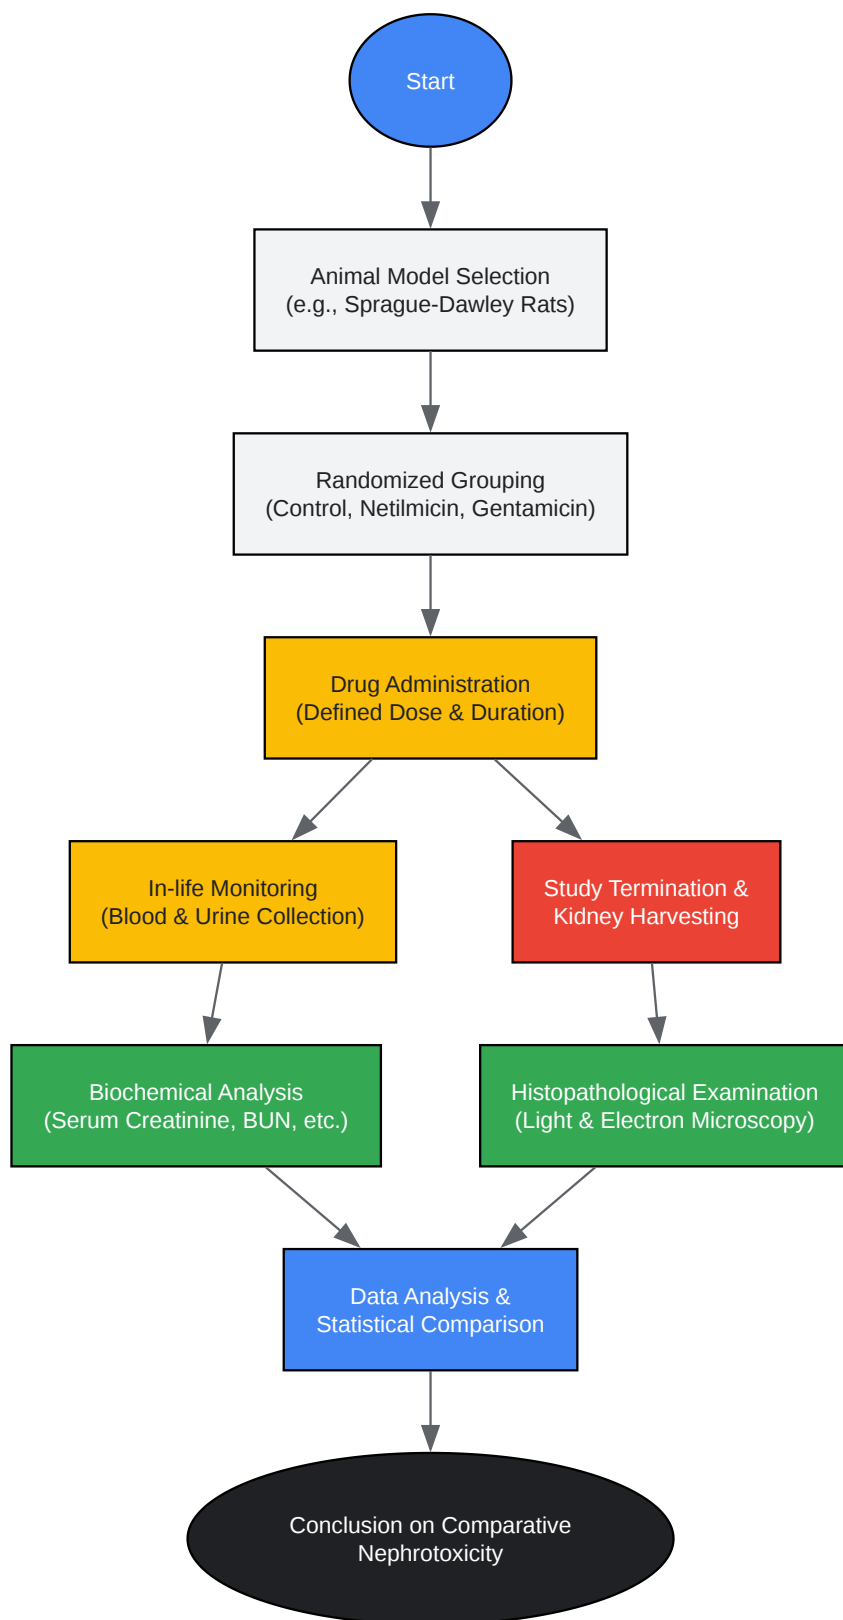 Start
Animal Model Selection
(e.g., Sprague-Dawley Rats)
Randomized Grouping
(Control, Netilmicin, Gentamicin)
Drug Administration
(Defined Dose & Duration)
In-life Monitoring
(Blood & Urine Collection)
Study Termination &
Kidney Harvesting
Biochemical Analysis
(Serum Creatinine, BUN, etc.)
Histopathological Examination
(Light & Electron Microscopy)
Data Analysis &
Statistical Comparison
Conclusion on Comparative
Nephrotoxicity